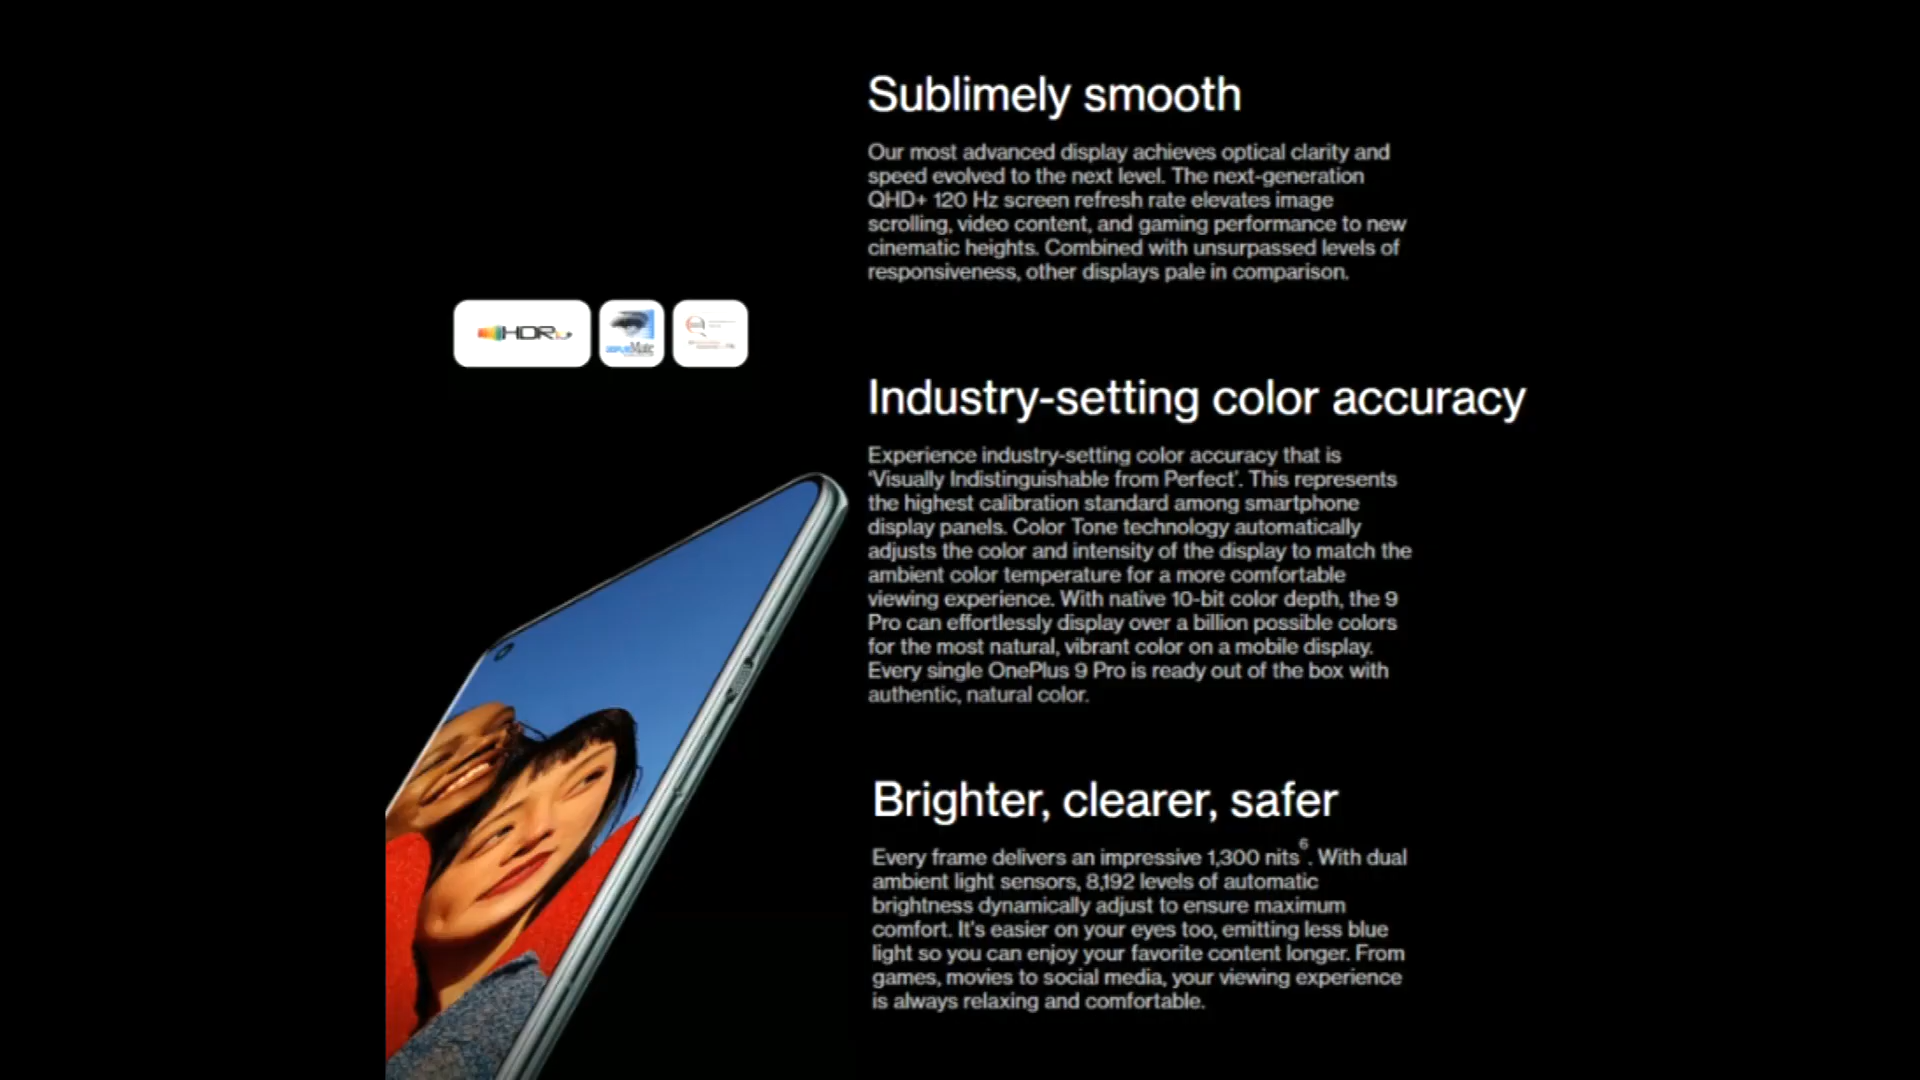 Sublimely smooth
Our most advanced display achieves optical clarity and
speed evolved to the next level. The next-generation
QHD+ 120 Hz screen refresh rate elevates image
scrolling, video content, and gaming performance to new
cinematic heights. Combined with unsurpassed levels of
responsiveness, other displays pale in comparison.
HDR
Mate
Industry-setting color accuracy
Experience industry-setting color accuracy that is
‘Visually Indistinguishable from Perfect’. This represents
the highest calibration standard among smartphone
display panels. Color Tone technology automatically
adjusts the color and intensity of the display to match the
ambient color temperature for a more comfortable
viewing experience. With native 10-bit color depth, the 9
Pro can effortlessly display over a billion possible colors
for the most natural, vibrant color on a mobile display.
Every single OnePlus 9 Pro is ready out of the box with
authentic, natural color.
Brighter, clearer, safer
Every frame delivers an impressive 1,300 nits⁶. With dual
ambient light sensors, 8,192 levels of automatic
brightness dynamically adjust to ensure maximum
comfort. It's easier on your eyes too, emitting less blue
light so you can enjoy your favorite content longer. From
games, movies to social media, your viewing experience
is always relaxing and comfortable.